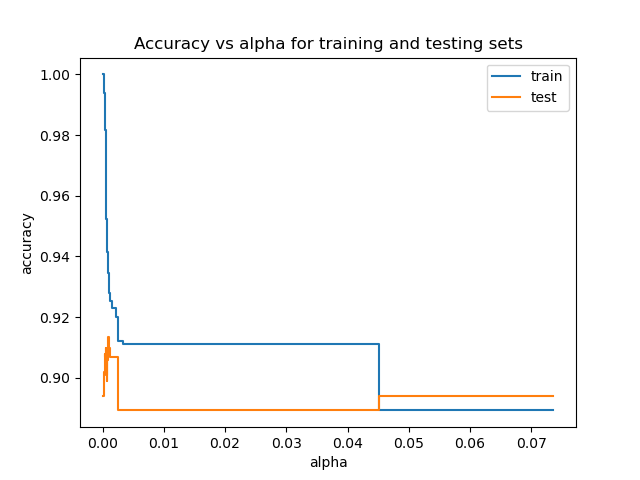 Accuracy vs alpha for training and testing sets
train
test
accuracy
1.00
0.98
0.96
0.94
0.92
0.90
0.00 0.01 0.02 0.03 0.04 0.05 0.06 0.07
alpha